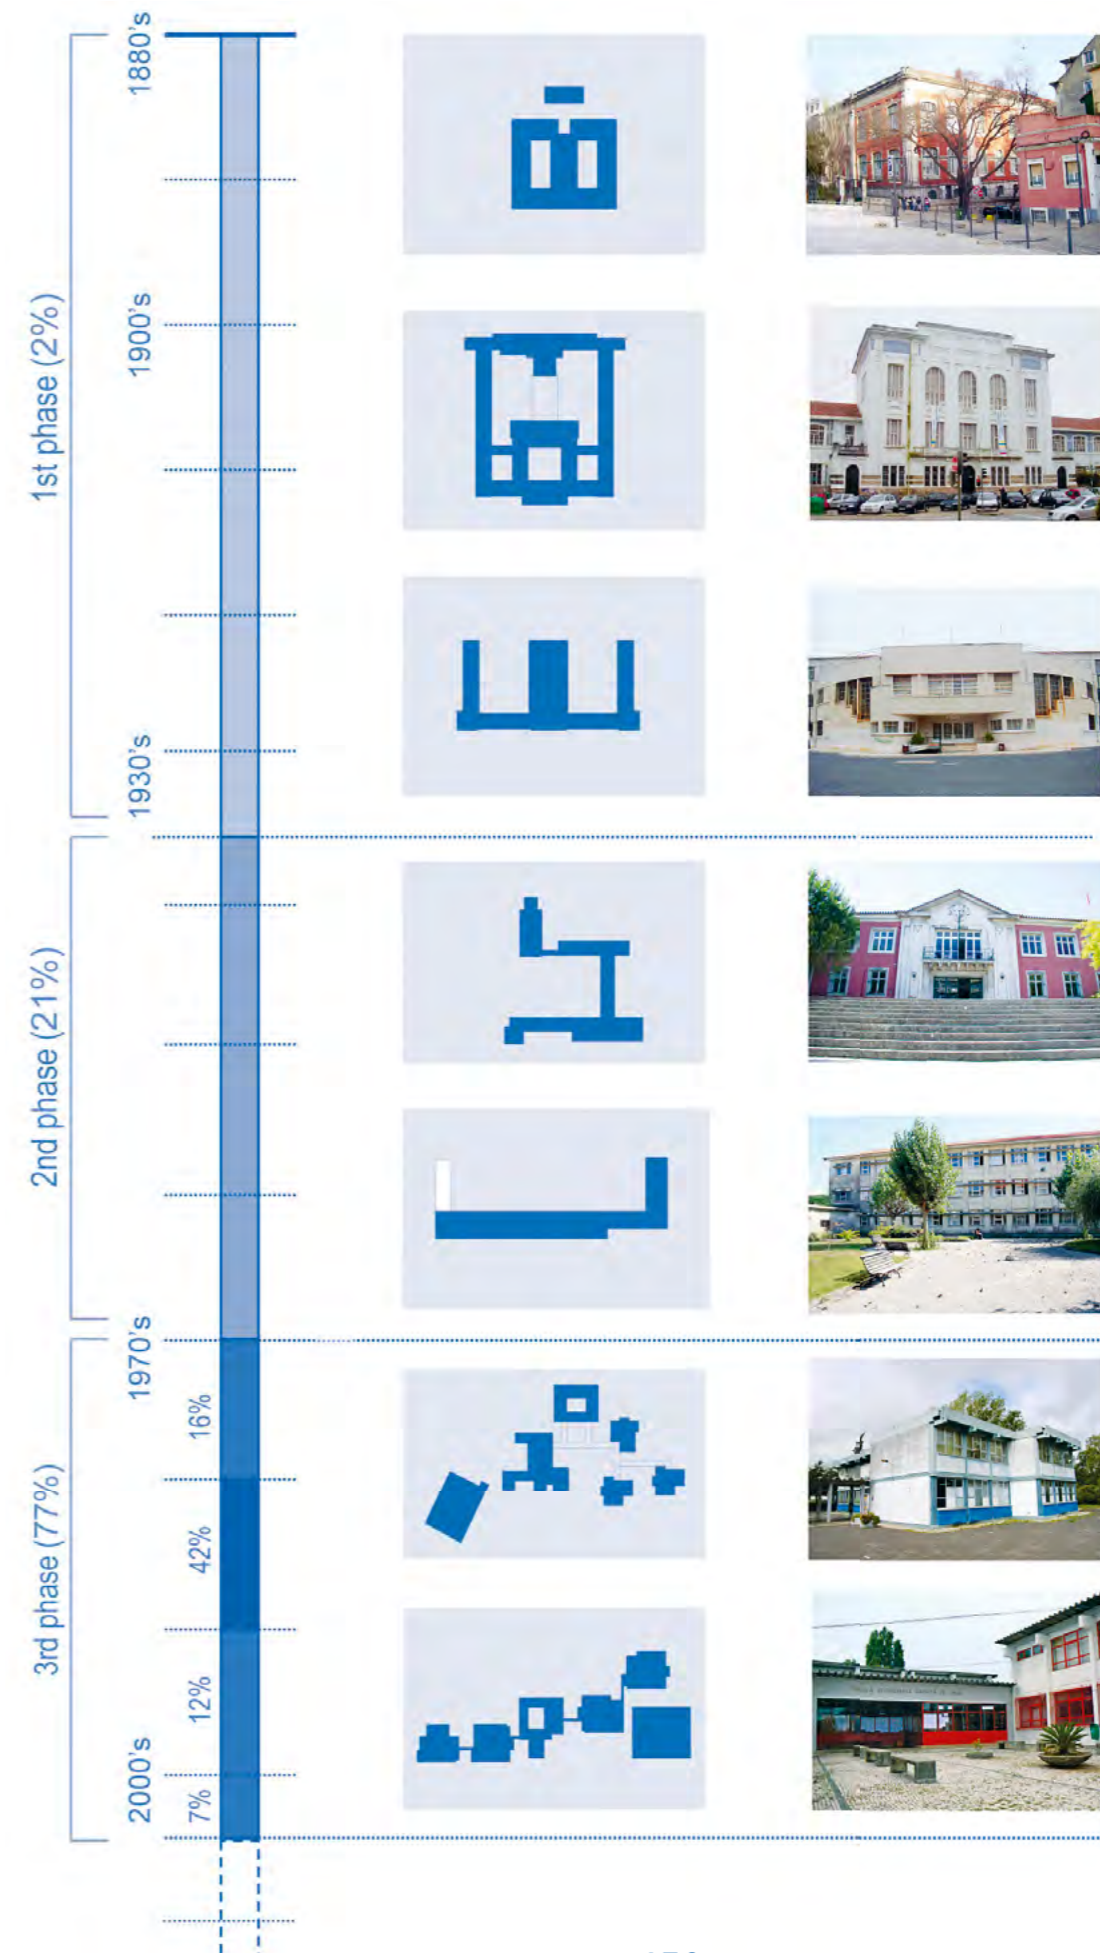 1880's
1st phase (2%)
1900's
1930's
2nd phase (21%)
1970's
3rd phase (77%)
16%
42%
12%
2000's
7%